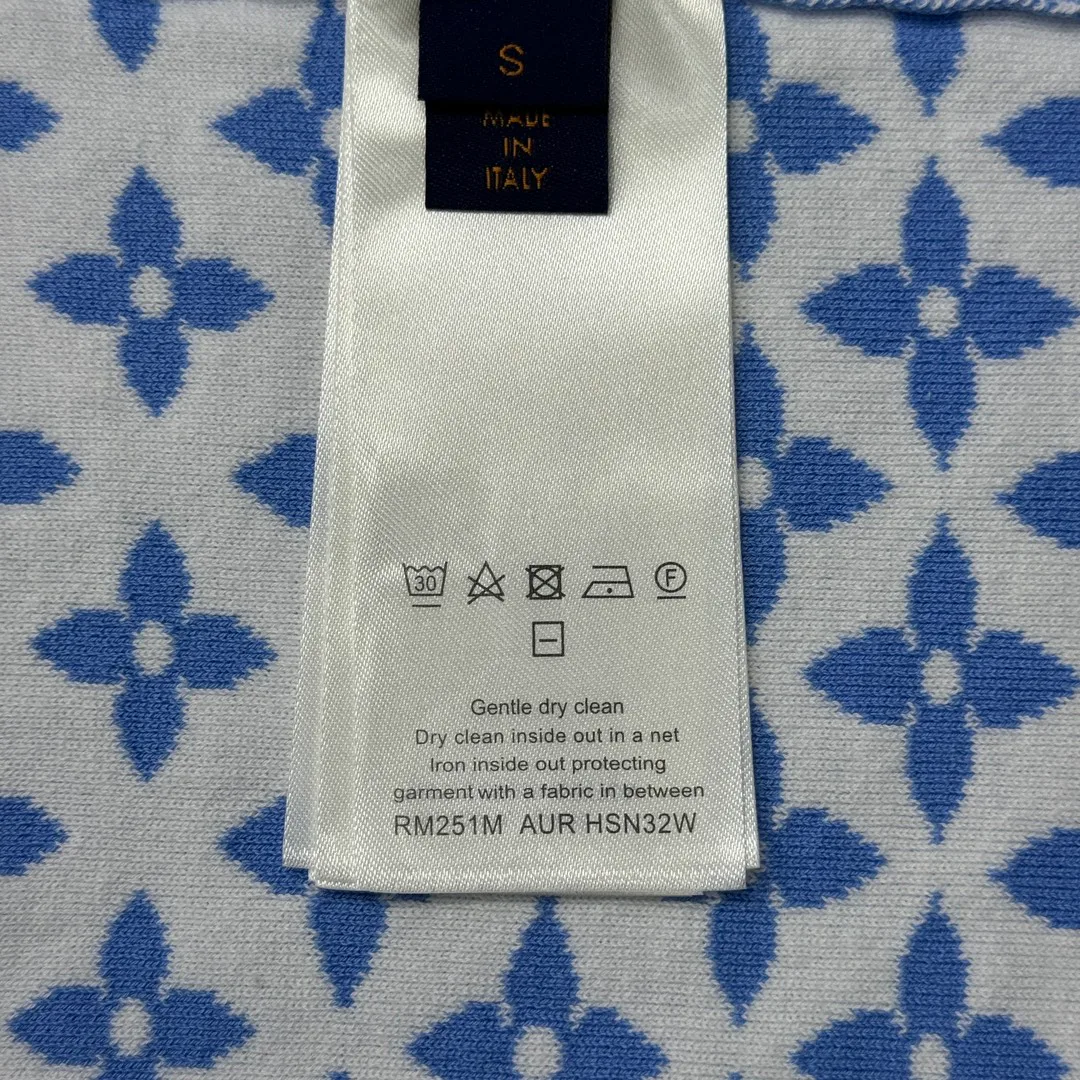 S
MADE
IN
ITALY
30
F
Gentle dry clean
Dry clean inside out in a net
Iron inside out protecting
garment with a fabric in between
RM251M AUR HSN32W